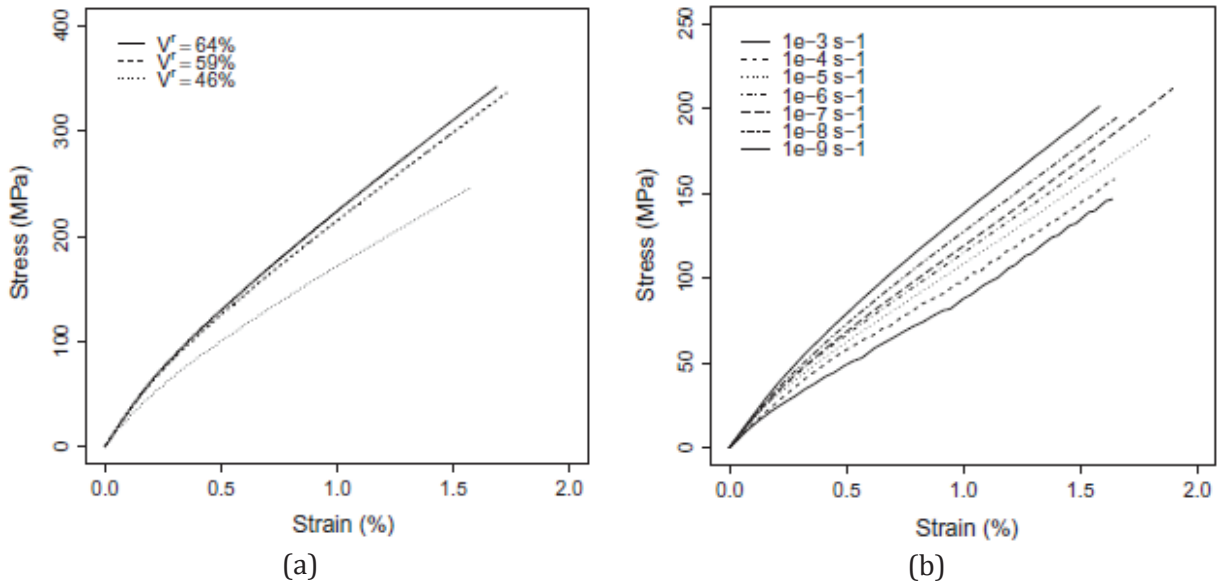 400
300
200
100
0
Stress (MPa)
Vᶠ = 64%
Vᶠ = 59%
Vᶠ = 46%
0.0 0.5 1.0 1.5 2.0
Strain (%)
(a)
250
200
150
100
50
0
Stress (MPa)
1e−3 s−1
1e−4 s−1
1e−5 s−1
1e−6 s−1
1e−7 s−1
1e−8 s−1
1e−9 s−1
0.0 0.5 1.0 1.5 2.0
Strain (%)
(b)